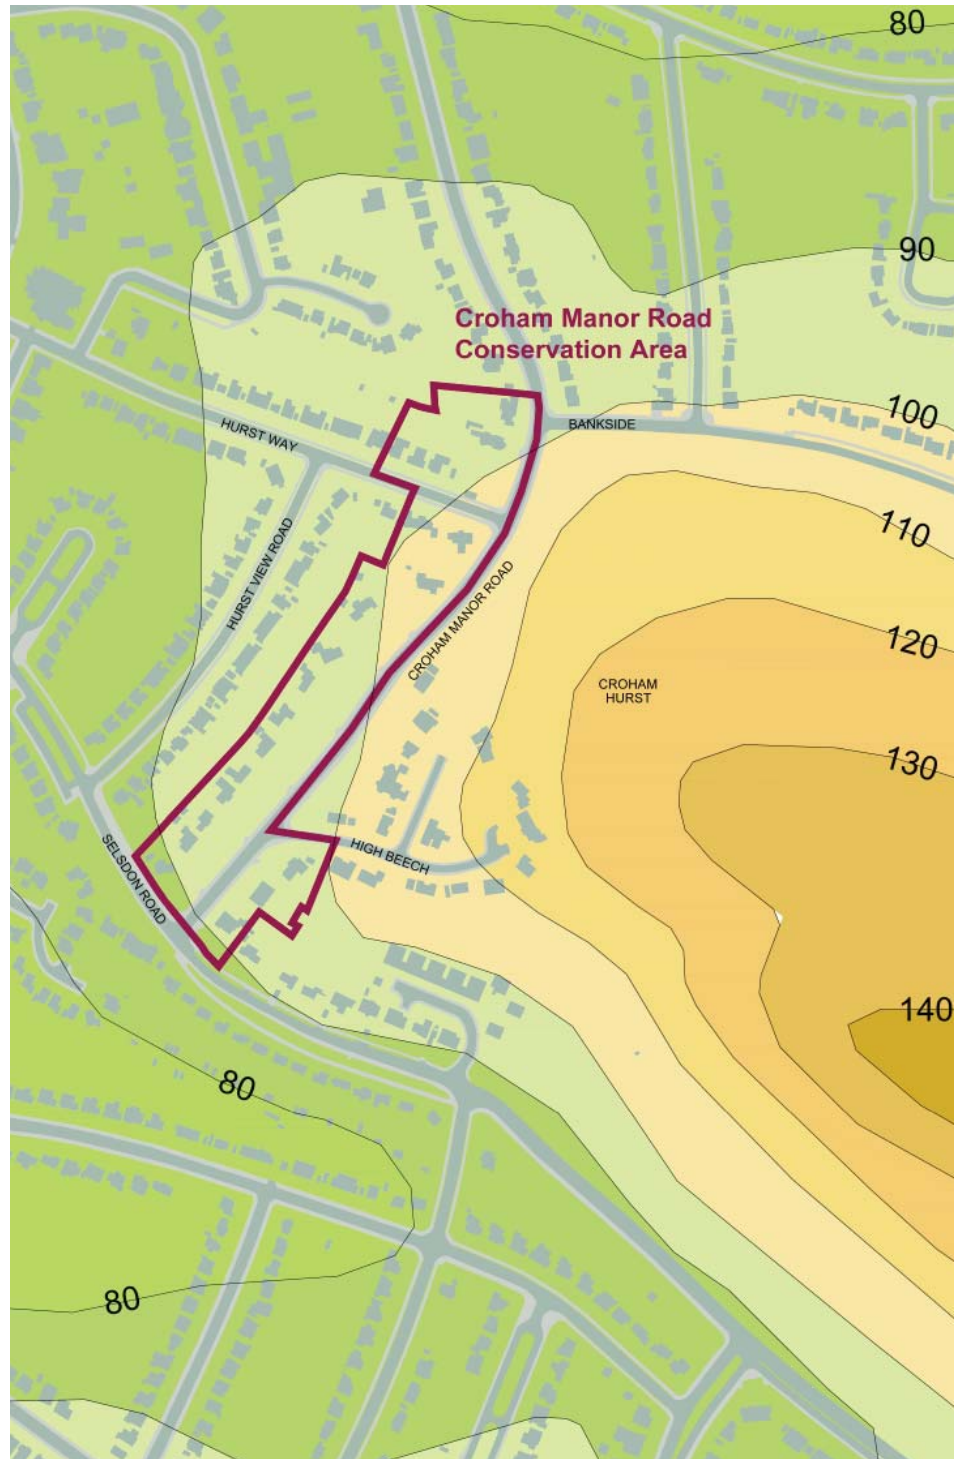 80
90
Croham Manor Road
Conservation Area
100
BANKSIDE
HURST WAY
110
HURST VIEW ROAD
CROHAM MANOR ROAD
120
CROHAM
HURST
130
HIGH BEECH
SELSDON ROAD
140
80
80